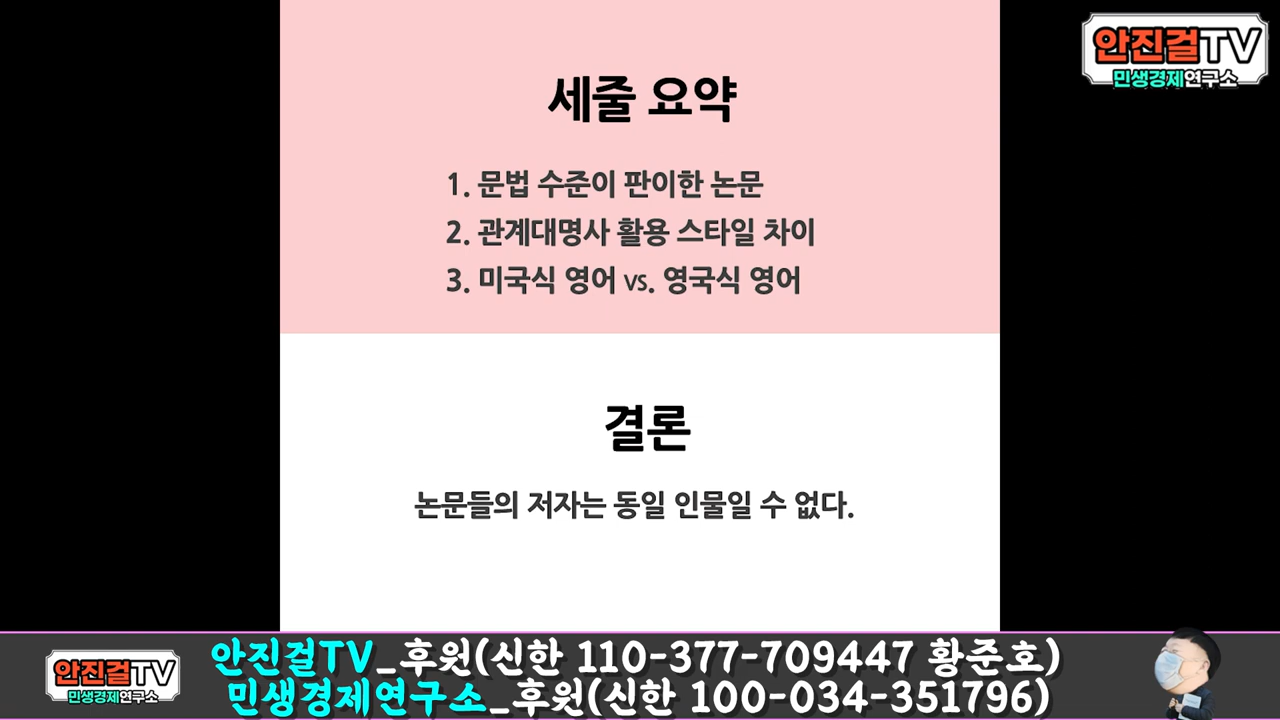 안진걸TV
민생경제연구소
세줄 요약
1. 문법 수준이 판이한 논문
2. 관계대명사 활용 스타일 차이
3. 미국식 영어 vs. 영국식 영어
결론
논문들의 저자는 동일 인물일 수 없다.
안진걸TV
민생경제연구소
안진걸TV_후원(신한 110-377-709447 황준호)
민생경제연구소_후원(신한 100-034-351796)